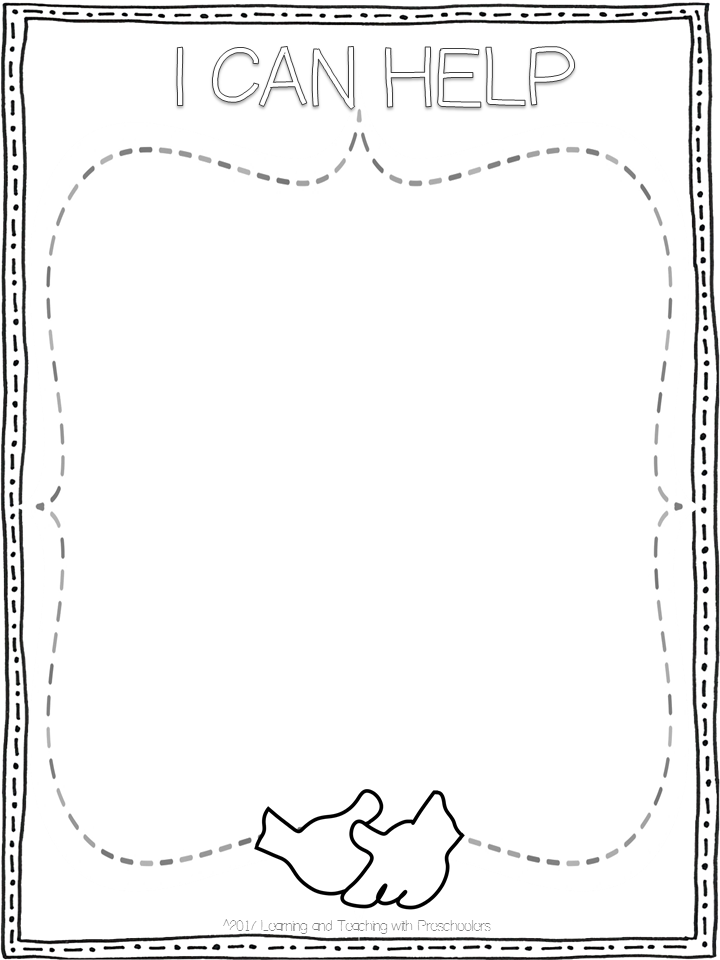 I CAN HELP
^2017 Learning and Teaching with Preschoolers